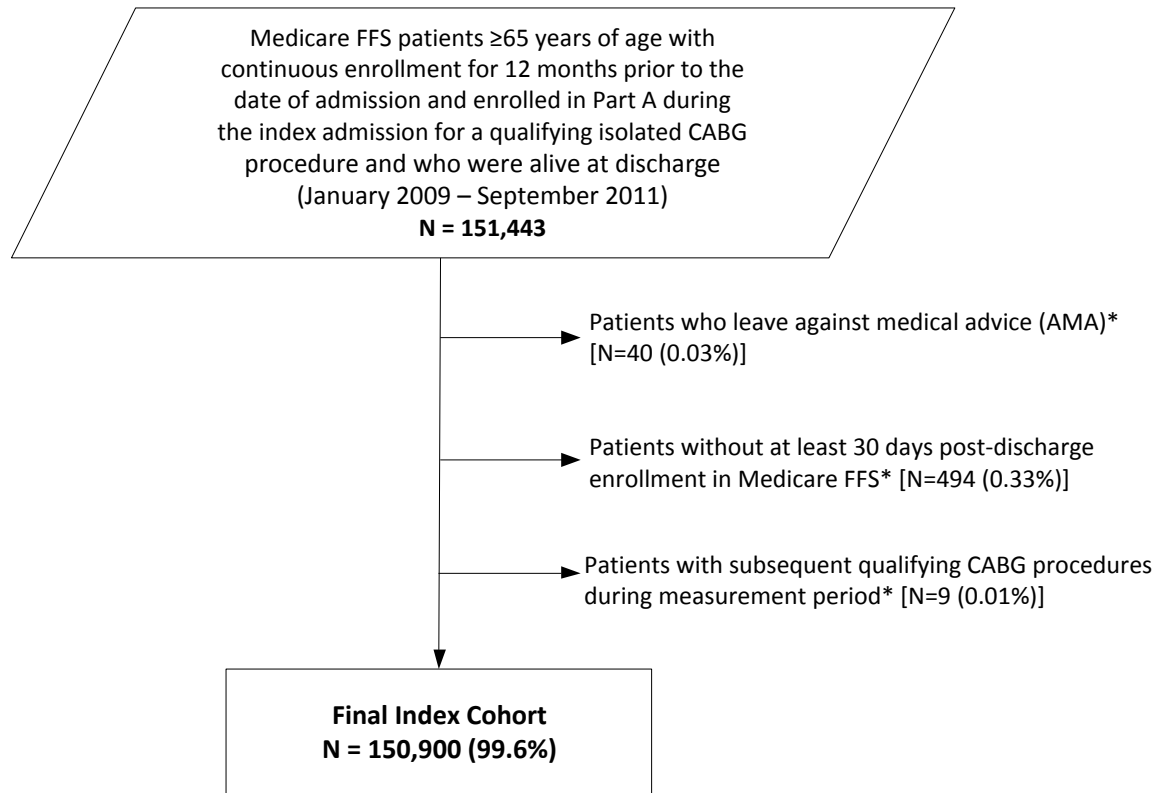 Medicare FFS patients ≥65 years of age with
continuous enrollment for 12 months prior to the
date of admission and enrolled in Part A during
the index admission for a qualifying isolated CABG
procedure and who were alive at discharge
(January 2009 – September 2011)
N = 151,443
Patients who leave against medical advice (AMA)*
[N=40 (0.03%)]
Patients without at least 30 days post-discharge
enrollment in Medicare FFS* [N=494 (0.33%)]
Patients with subsequent qualifying CABG procedures
during measurement period* [N=9 (0.01%)]
Final Index Cohort
N = 150,900 (99.6%)